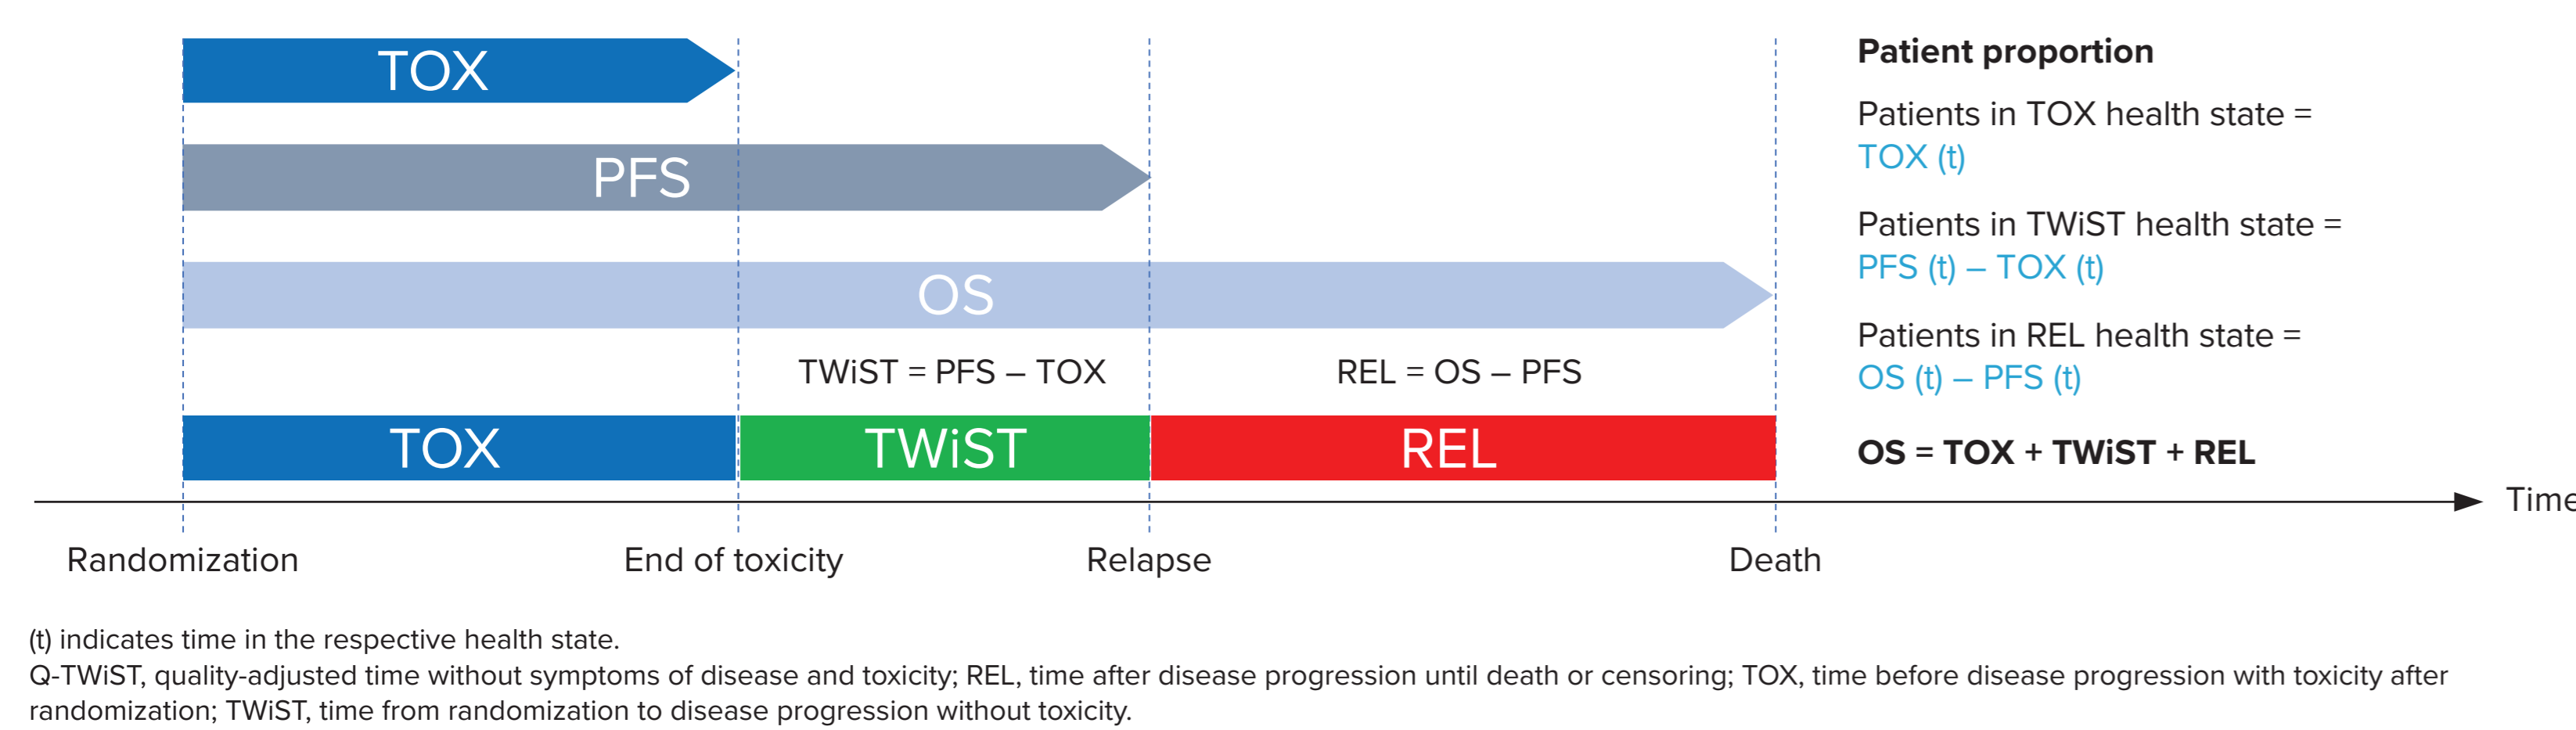 TOX
PFS
OS
TWiST = PFS – TOX
REL = OS – PFS
TOX
TWiST
REL
Time
Randomization
End of toxicity
Relapse
Death
Patient proportion
Patients in TOX health state =
TOX (t)
Patients in TWiST health state =
PFS (t) – TOX (t)
Patients in REL health state =
OS (t) – PFS (t)
OS = TOX + TWiST + REL
(t) indicates time in the respective health state.
Q-TWiST, quality-adjusted time without symptoms of disease and toxicity; REL, time after disease progression until death or censoring; TOX, time before disease progression with toxicity after
randomization; TWiST, time from randomization to disease progression without toxicity.